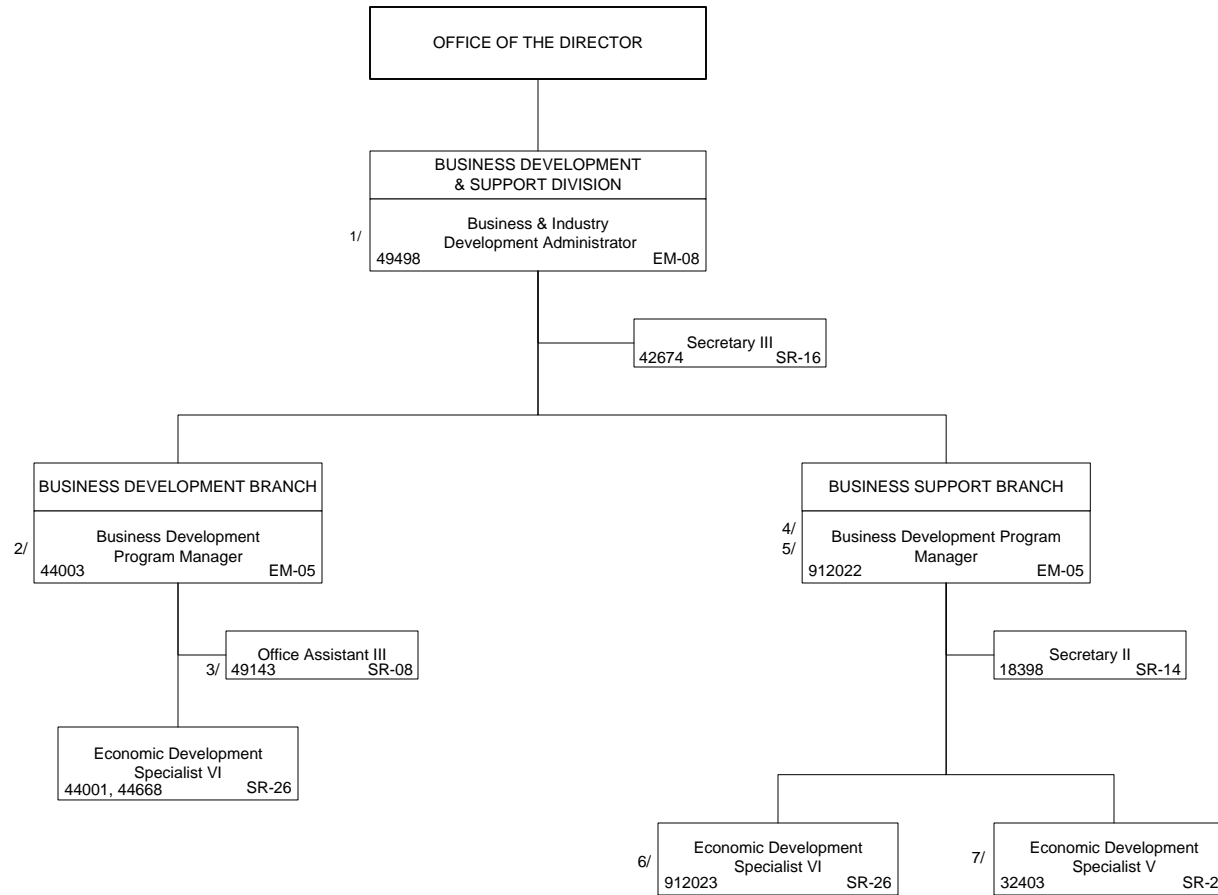 OFFICE OF THE DIRECTOR
BUSINESS DEVELOPMENT
& SUPPORT DIVISION
1/
Business & Industry
Development Administrator
49498 EM-08
Secretary III
42674 SR-16
BUSINESS DEVELOPMENT BRANCH
2/
Business Development
Program Manager
44003 EM-05
3/
Office Assistant III
49143 SR-08
Economic Development
Specialist VI
44001, 44668 SR-26
BUSINESS SUPPORT BRANCH
4/
5/
Business Development Program
Manager
912022 EM-05
Secretary II
18398 SR-14
6/
Economic Development
Specialist VI
912023 SR-26
7/
Economic Development
Specialist V
32403